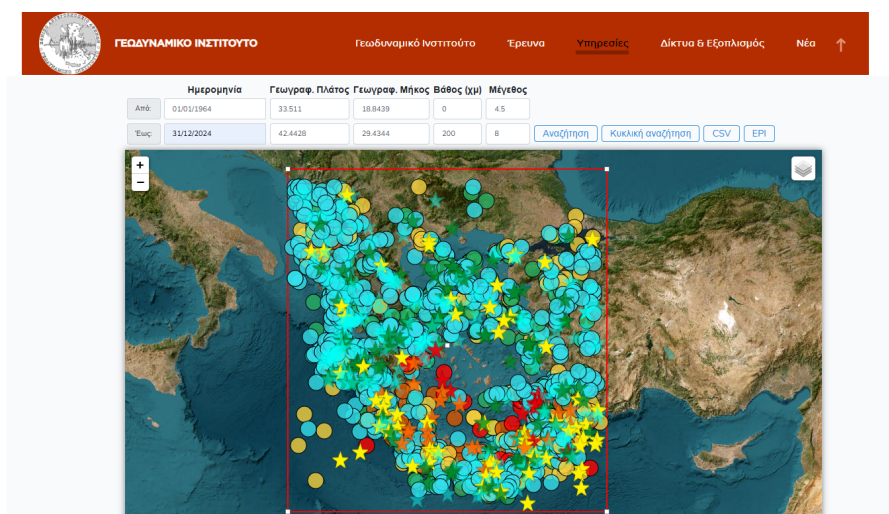 ΓΕΩΔΥΝΑΜΙΚΟ ΙΝΣΤΙΤΟΥΤΟ
Γεωδυναμικό Ινστιτούτο Έρευνα Υπηρεσίες Δίκτυα & Εξοπλισμός Νέα
Ημερομηνία Γεωγραφ. Πλάτος Γεωγραφ. Μήκος Βάθος (χμ) Μέγεθος
Από: 01/01/1964 33.511 18.8439 0 4.5
Έως: 31/12/2024 42.4428 29.4344 200 8 Αναζήτηση Κυκλική αναζήτηση CSV EPI
+
−